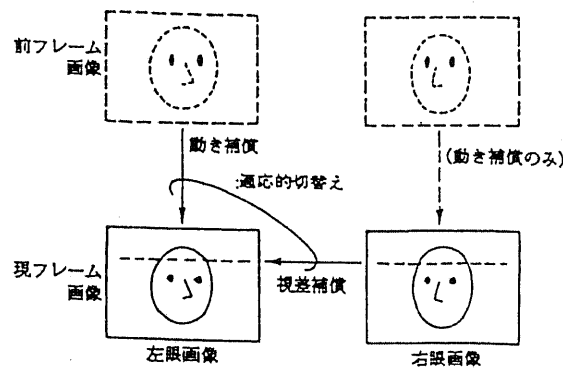 前フレーム
画像
動き補償
(動き補償のみ)
適応的切替え
現フレーム
画像
視差補償
左眼画像
右眼画像